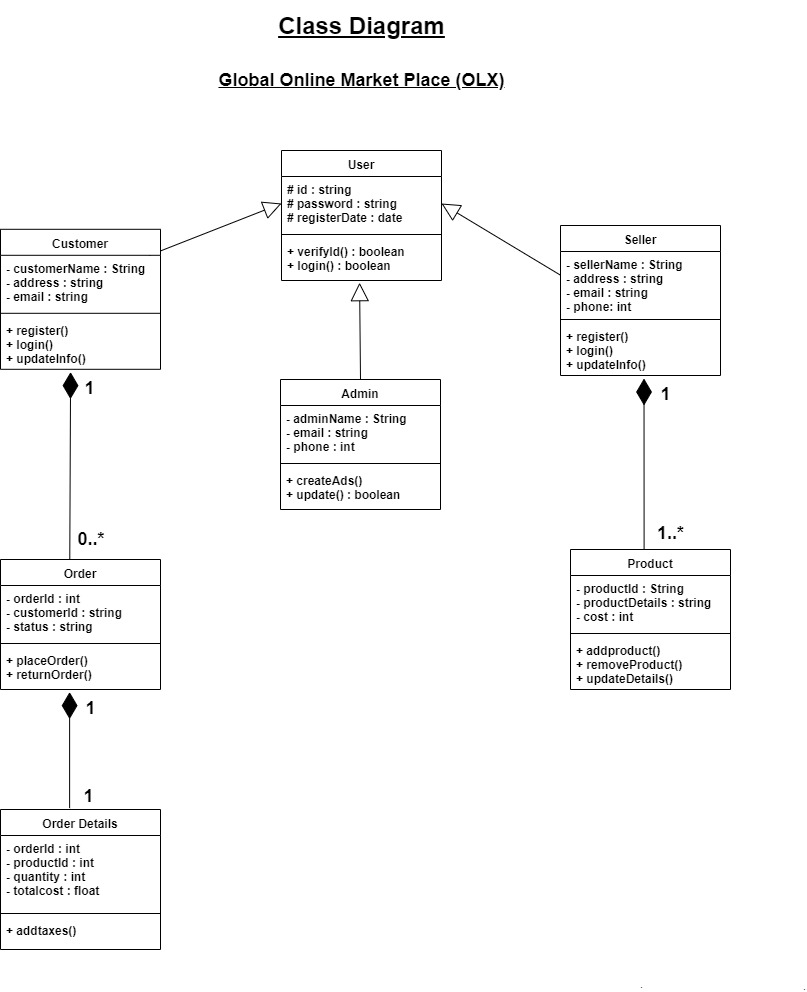 Class Diagram
Global Online Market Place (OLX)
User
# id : string
# password : string
# registerDate : date
+ verifyId() : boolean
+ login() : boolean
Customer
- customerName : String
- address : string
- email : string
+ register()
+ login()
+ updateInfo()
Seller
- sellerName : String
- address : string
- email : string
- phone: int
+ register()
+ login()
+ updateInfo()
1
1
Admin
- adminName : String
- email : string
- phone : int
+ createAds()
+ update() : boolean
0..*
1..*
Order
- orderId : int
- customerId : string
- status : string
+ placeOrder()
+ returnOrder()
Product
- productId : String
- productDetails : string
- cost : int
+ addproduct()
+ removeProduct()
+ updateDetails()
1
1
Order Details
- orderId : int
- productId : int
- quantity : int
- totalcost : float
+ addtaxes()